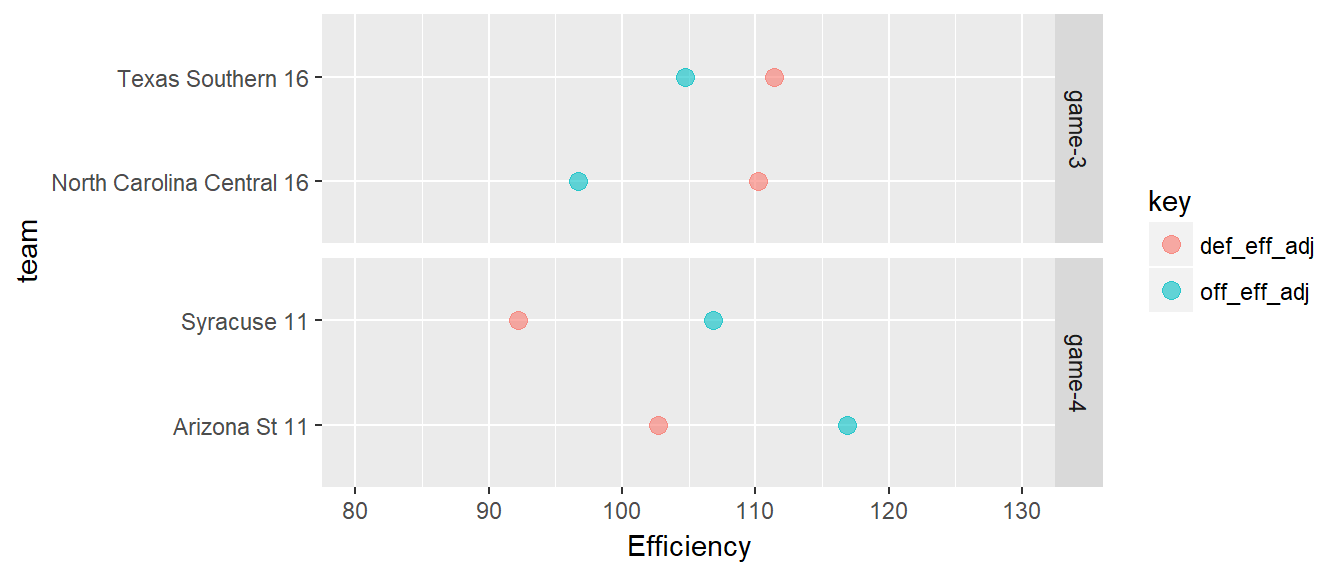 Texas Southern 16
North Carolina Central 16
game-3
team
Syracuse 11
Arizona St 11
game-4
80 90 100 110 120 130
Efficiency
key
def_eff_adj
off_eff_adj